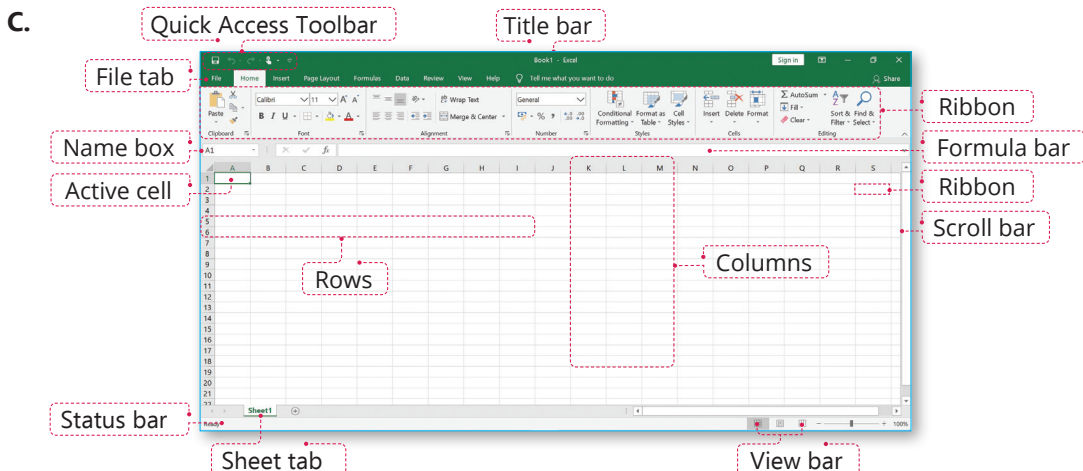 C.
Quick Access Toolbar
Title bar
Book1 - Excel
Sign in
File tab
File Home Insert Page Layout Formulas Data Review View Help Tell me what you want to do
Share
Paste
Calibri 11 A A
Wrap Text
General
Conditional Format as Cell
Formatting Table Styles
Insert Delete Format
AutoSum
Fill
Clear
Sort & Find &
Filter Select
B I U
Merge & Center
Clipboard Font Alignment Number Styles Cells Editing
Ribbon
Name box
A1
fx
Formula bar
A B C D E F G H I J K L M N O P Q R S
Active cell
Ribbon
Scroll bar
Rows
Columns
1
2
3
4
5
6
7
8
9
10
11
12
13
14
15
16
17
18
19
20
21
Sheet1
Status bar
Ready
100%
Sheet tab
View bar